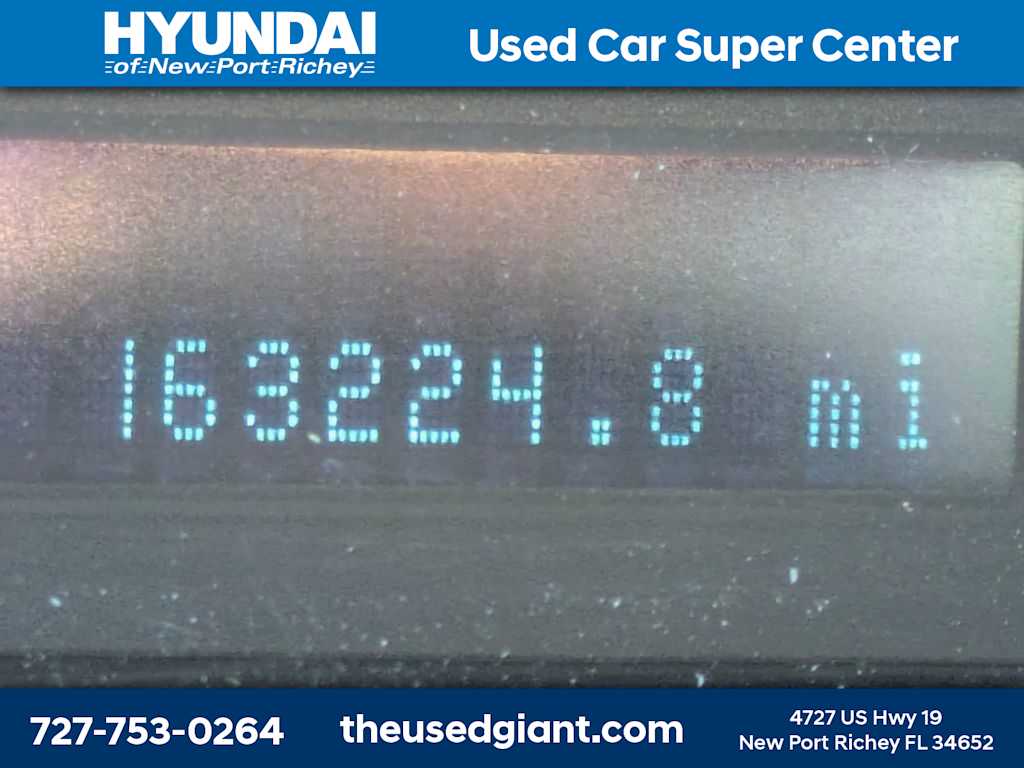 HYUNDAI
of New Port Richey
Used Car Super Center
163224.8 mi
727-753-0264
theusedgiant.com
4727 US Hwy 19
New Port Richey FL 34652